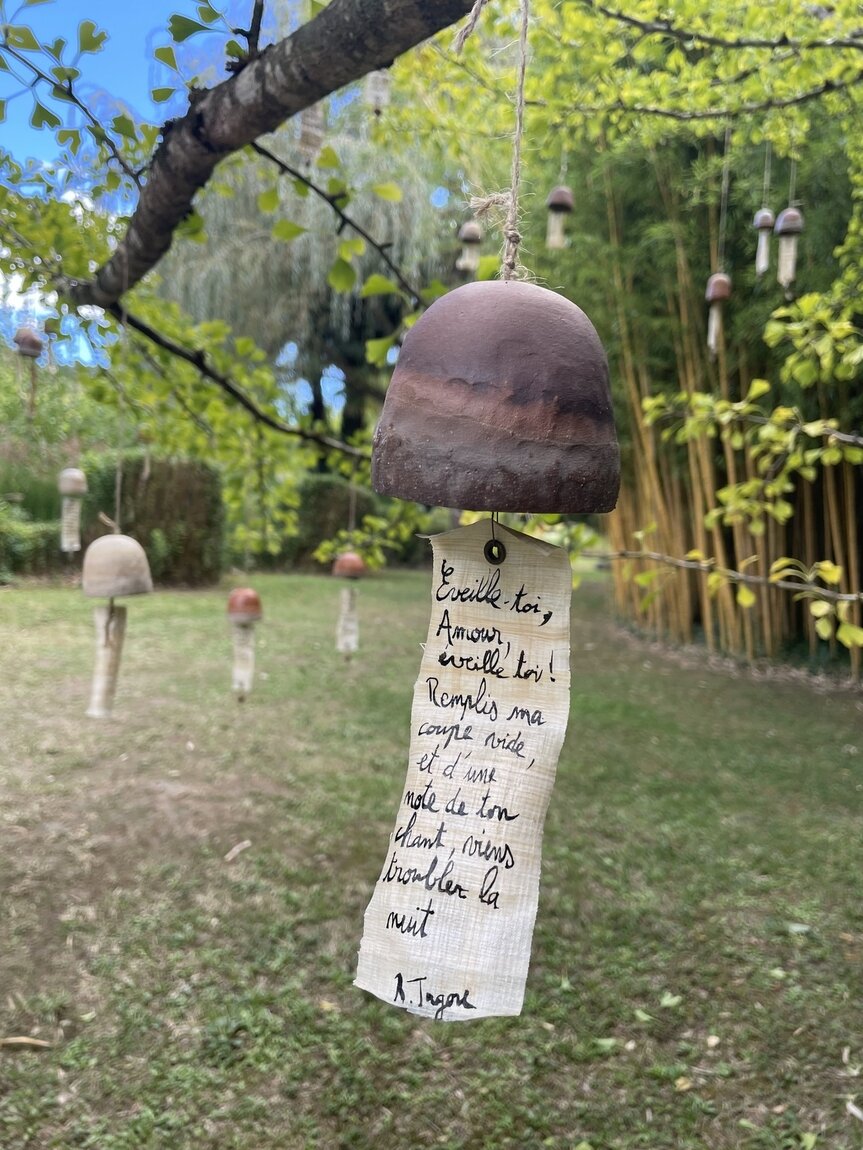 Éveille-toi,
Amour,
éveille toi !
Remplis ma
coupe vide,
et d'une
note de ton
chant, viens
troubler la
nuit
R. Tagore